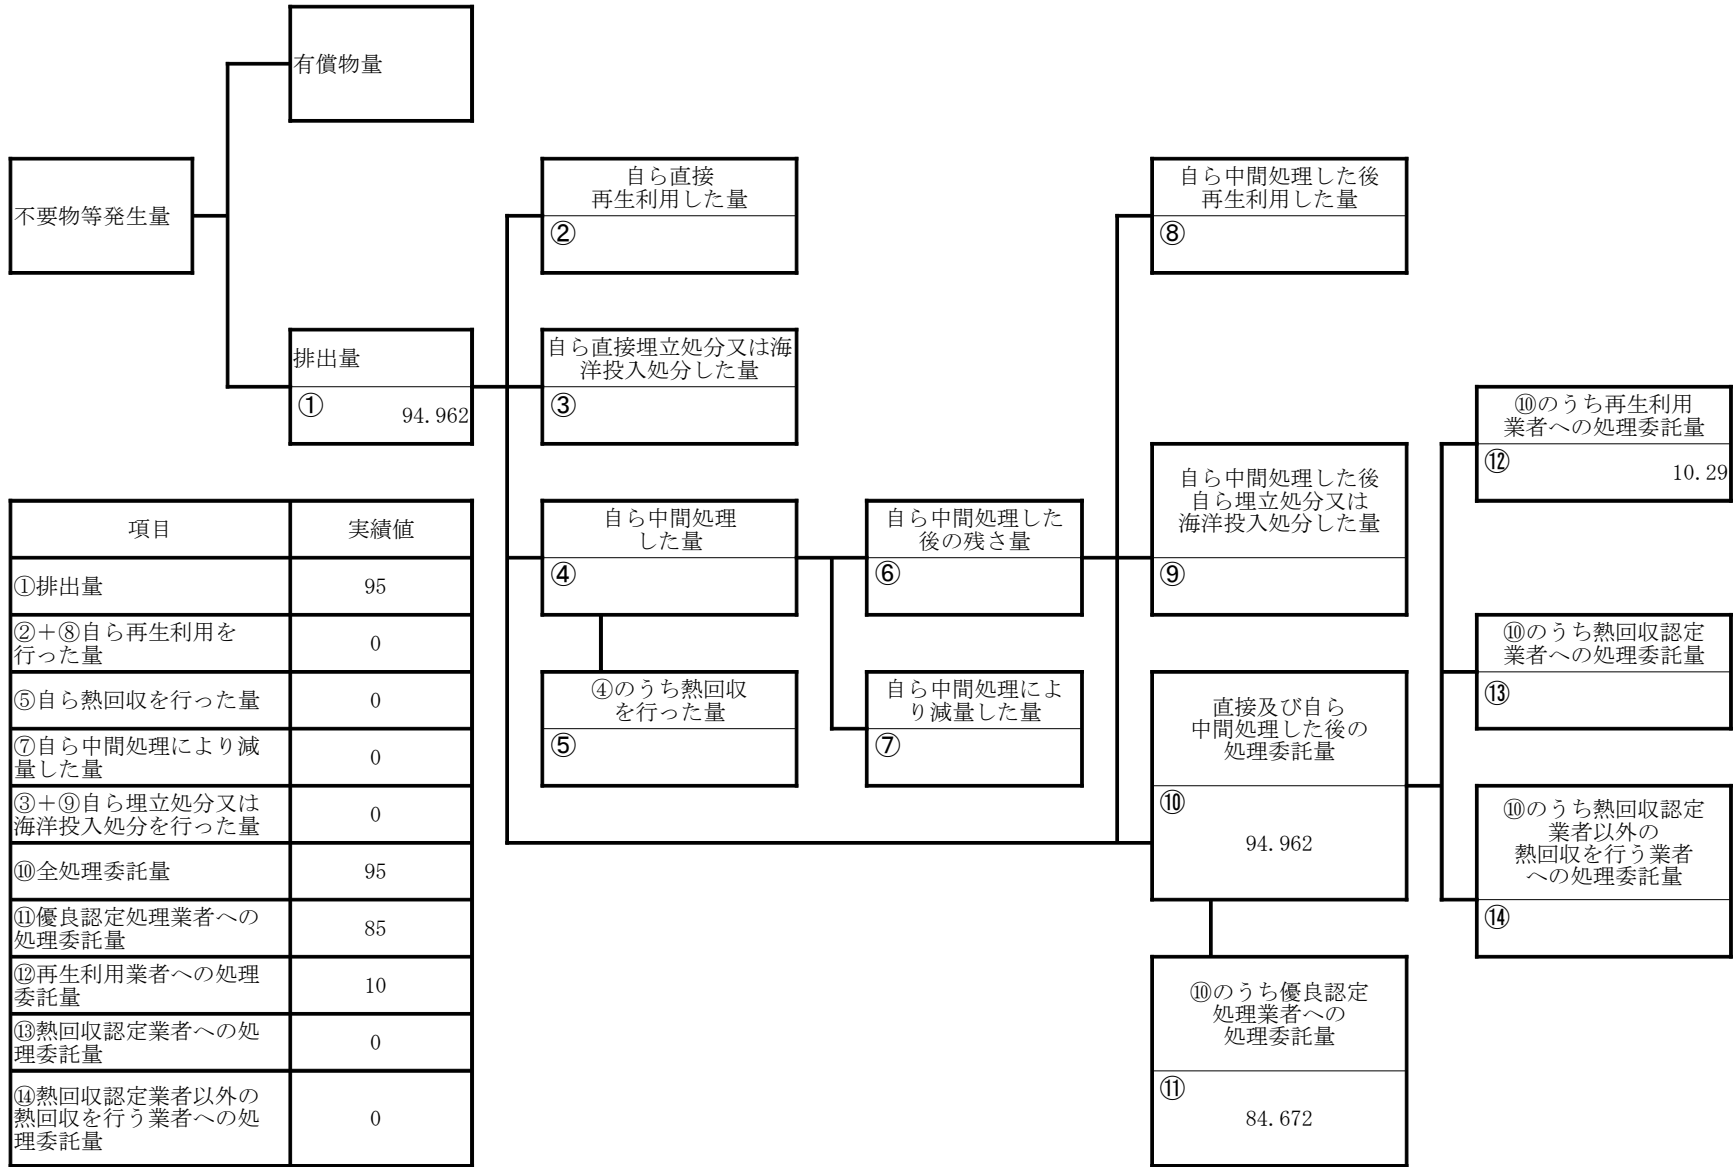 有償物量
不要物等発生量
排出量
①
94.962
自ら直接
再生利用した量
②
自ら直接埋立処分又は海
洋投入処分した量
③
自ら中間処理
した量
④
④のうち熱回収
を行った量
⑤
自ら中間処理した
後の残さ量
⑥
自ら中間処理によ
り減量した量
⑦
自ら中間処理した後
再生利用した量
⑧
自ら中間処理した後
自ら埋立処分又は
海洋投入処分した量
⑨
直接及び自ら
中間処理した後の
処理委託量
⑩
94.962
⑩のうち優良認定
処理業者への
処理委託量
⑪
84.672
⑩のうち再生利用
業者への処理委託量
⑫
10.29
⑩のうち熱回収認定
業者への処理委託量
⑬
⑩のうち熱回収認定
業者以外の
熱回収を行う業者
への処理委託量
⑭
項目 実績値
①排出量 95
②+⑧自ら再生利用を
行った量 0
⑤自ら熱回収を行った量 0
⑦自ら中間処理により減
量した量 0
③+⑨自ら埋立処分又は
海洋投入処分を行った量 0
⑩全処理委託量 95
⑪優良認定処理業者への
処理委託量 85
⑫再生利用業者への処理
委託量 10
⑬熱回収認定業者への処
理委託量 0
⑭熱回収認定業者以外の
熱回収を行う業者への処
理委託量 0